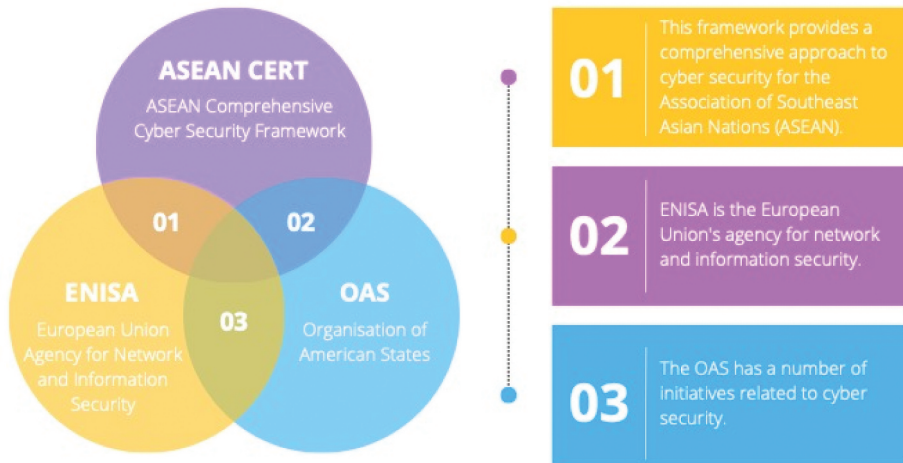 ASEAN CERT
ASEAN Comprehensive
Cyber Security Framework
01
02
ENISA
European Union
Agency for Network
and Information
Security
03
OAS
Organisation of
American States
01
This framework provides a
comprehensive approach to
cyber security for the
Association of Southeast
Asian Nations (ASEAN).
02
ENISA is the European
Union's agency for network
and information security.
03
The OAS has a number of
initiatives related to cyber
security.